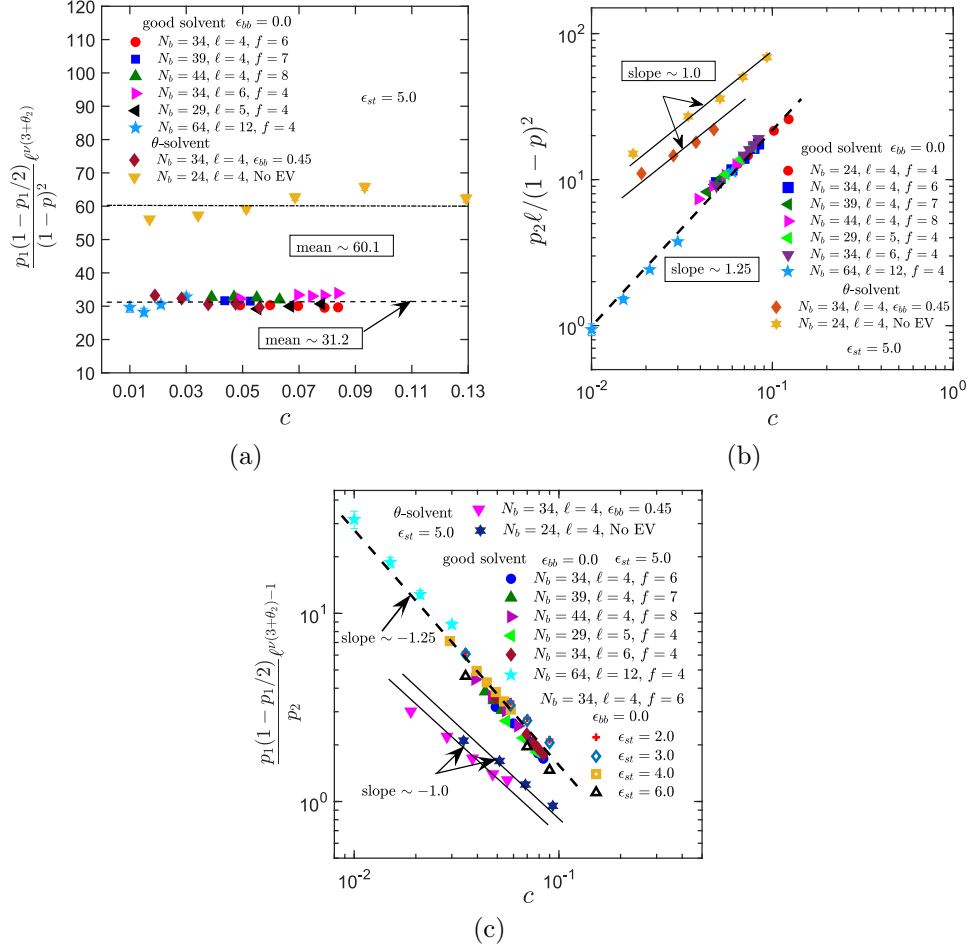 120
110
100
90
80
70
60
50
40
30
20
10
good solvent ϵ_bb = 0.0
N_b = 34, ℓ = 4, f = 6
N_b = 39, ℓ = 4, f = 7
N_b = 44, ℓ = 4, f = 8
N_b = 34, ℓ = 6, f = 4
N_b = 29, ℓ = 5, f = 4
N_b = 64, ℓ = 12, f = 4
θ-solvent
N_b = 34, ℓ = 4, ϵ_bb = 0.45
N_b = 24, ℓ = 4, No EV
ϵ_st = 5.0
mean ~ 60.1
mean ~ 31.2
p_1(1 − p_1/2)/(1 − p)^2 ℓ^{ν(3+θ_2)}
0.01 0.03 0.05 0.07 0.09 0.11 0.13
c
(a)
10^2
10^1
10^0
p_2ℓ/(1 − p)^2
slope ~ 1.0
slope ~ 1.25
good solvent ϵ_bb = 0.0
N_b = 24, ℓ = 4, f = 4
N_b = 34, ℓ = 4, f = 6
N_b = 39, ℓ = 4, f = 7
N_b = 44, ℓ = 4, f = 8
N_b = 29, ℓ = 5, f = 4
N_b = 34, ℓ = 6, f = 4
N_b = 64, ℓ = 12, f = 4
θ-solvent
N_b = 34, ℓ = 4, ϵ_bb = 0.45
N_b = 24, ℓ = 4, No EV
ϵ_st = 5.0
10^-2 10^-1 10^0
c
(b)
10^1
10^0
p_1(1 − p_1/2)/p_2 ℓ^{ν(3+θ_2)−1}
θ-solvent
ϵ_st = 5.0
N_b = 34, ℓ = 4, ϵ_bb = 0.45
N_b = 24, ℓ = 4, No EV
good solvent ϵ_bb = 0.0 ϵ_st = 5.0
N_b = 34, ℓ = 4, f = 6
N_b = 39, ℓ = 4, f = 7
N_b = 44, ℓ = 4, f = 8
N_b = 29, ℓ = 5, f = 4
N_b = 34, ℓ = 6, f = 4
N_b = 64, ℓ = 12, f = 4
N_b = 34, ℓ = 4, f = 6
ϵ_bb = 0.0
ϵ_st = 2.0
ϵ_st = 3.0
ϵ_st = 4.0
ϵ_st = 6.0
slope ~ −1.25
slope ~ −1.0
10^-2 10^-1
c
(c)